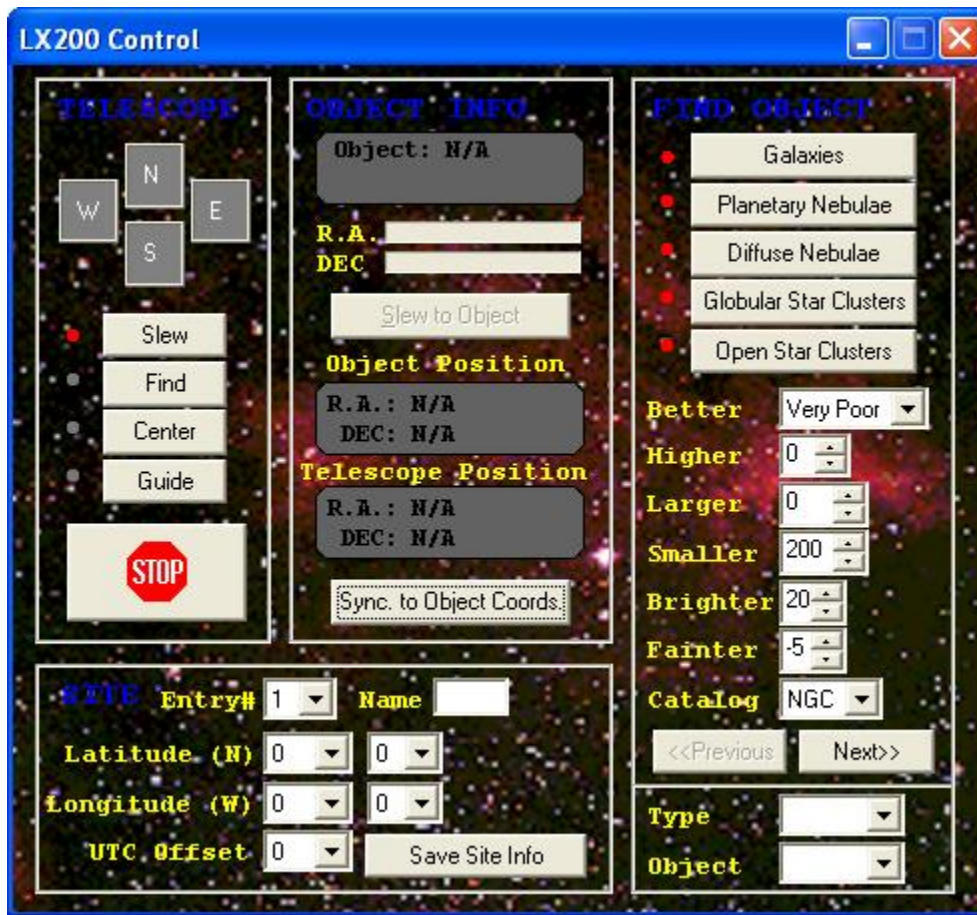 LX200 Control
TELESCOPE
N
W
E
S
Slew
Find
Center
Guide
STOP
OBJECT INFO
Object: N/A
R.A.
DEC
Slew to Object
Object Position
R.A.: N/A
DEC: N/A
Telescope Position
R.A.: N/A
DEC: N/A
Sync. to Object Coords.
FIND OBJECT
Galaxies
Planetary Nebulae
Diffuse Nebulae
Globular Star Clusters
Open Star Clusters
Better Very Poor
Higher 0
Larger 0
Smaller 200
Brighter 20
Fainter -5
Catalog NGC
<<Previous Next>>
Type
Object
SITE Entry# 1 Name
Latitude (N) 0 0
Longitude (W) 0 0
UTC Offset 0 Save Site Info